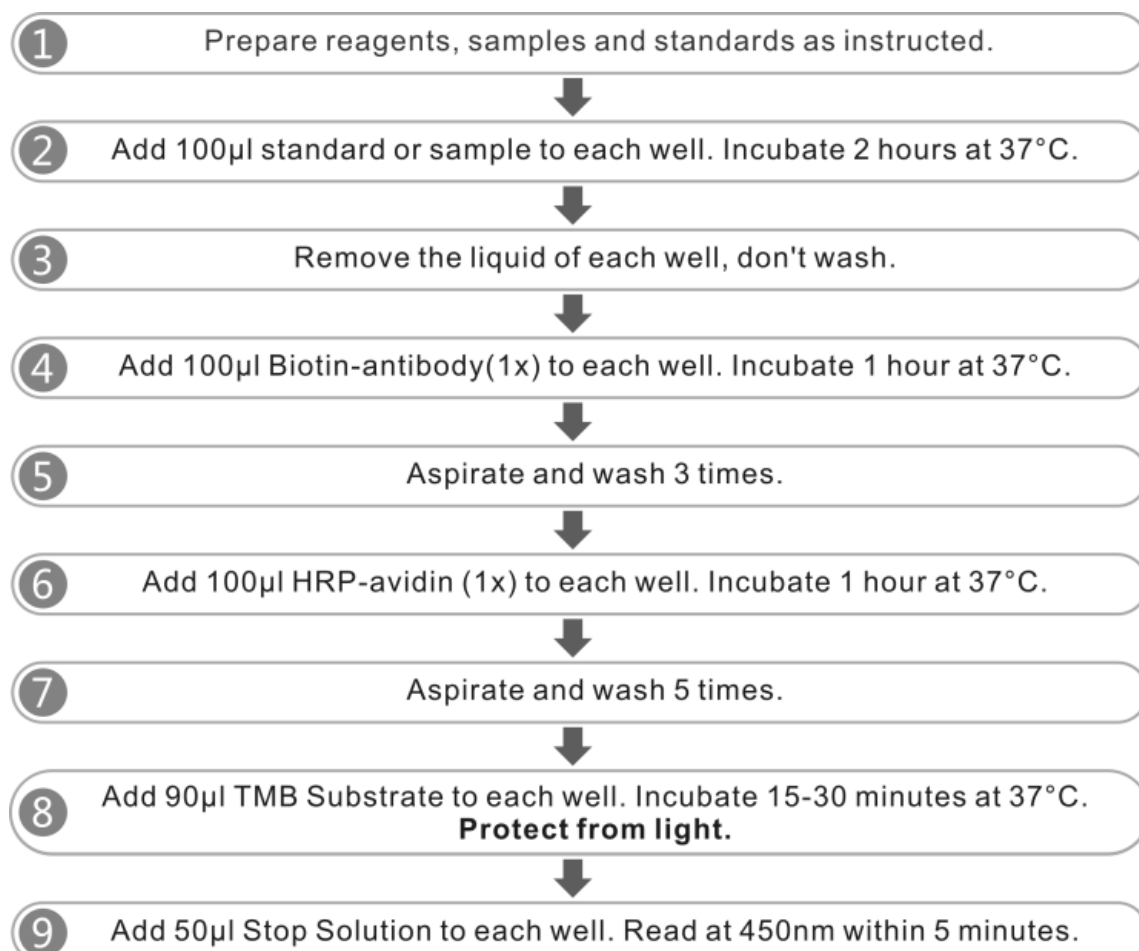 1 Prepare reagents, samples and standards as instructed.
2 Add 100µl standard or sample to each well. Incubate 2 hours at 37°C.
3 Remove the liquid of each well, don't wash.
4 Add 100µl Biotin-antibody(1x) to each well. Incubate 1 hour at 37°C.
5 Aspirate and wash 3 times.
6 Add 100µl HRP-avidin (1x) to each well. Incubate 1 hour at 37°C.
7 Aspirate and wash 5 times.
8 Add 90µl TMB Substrate to each well. Incubate 15-30 minutes at 37°C.
Protect from light.
9 Add 50µl Stop Solution to each well. Read at 450nm within 5 minutes.